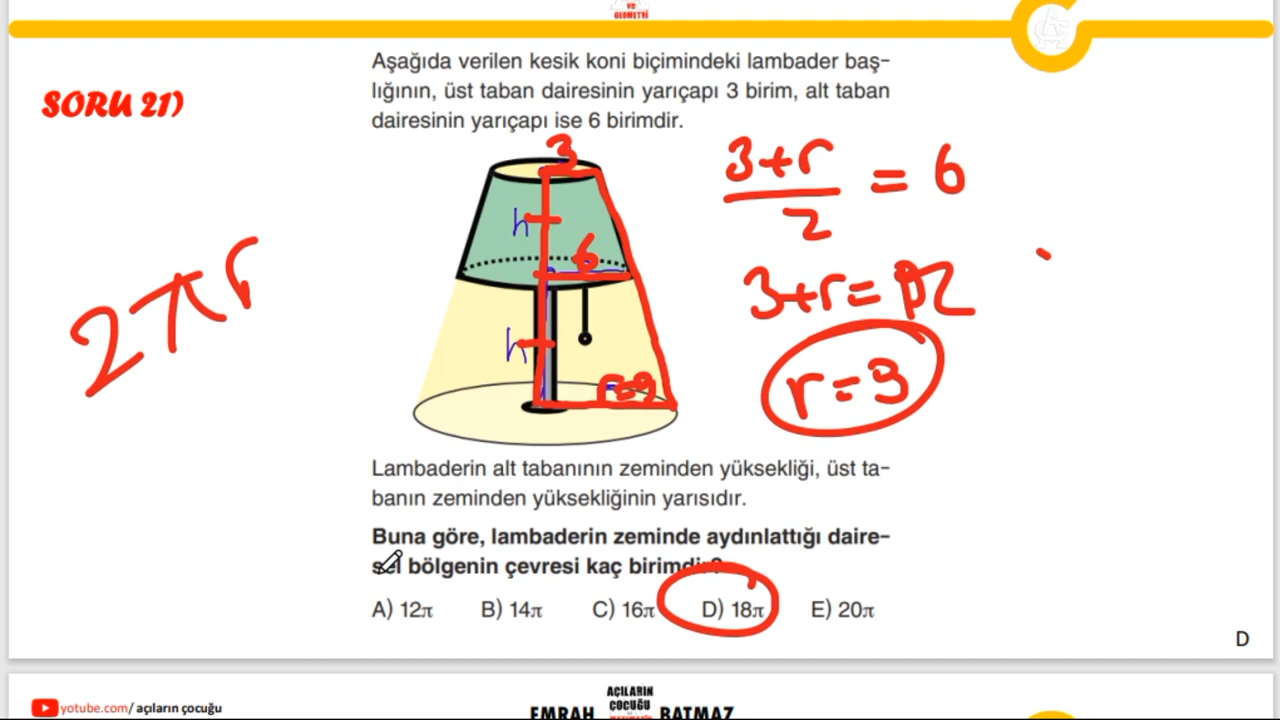 VE
GEOMETRİ
SORU 21)
Aşağıda verilen kesik koni biçimindeki lambader baş-
lığının, üst taban dairesinin yarıçapı 3 birim, alt taban
dairesinin yarıçapı ise 6 birimdir.
3
h
6
h
r=9
2πr
3+r
2
= 6
3+r=12
r=3
Lambaderin alt tabanının zeminden yüksekliği, üst ta-
banın zeminden yüksekliğinin yarısıdır.
Buna göre, lambaderin zeminde aydınlattığı daire-
sel bölgenin çevresi kaç birimdir?
A) 12π B) 14π C) 16π D) 18π E) 20π
D
yotube.com/ açıların çocuğu
AÇILARIN
ÇOCUĞU
EMRAH BATMAZ